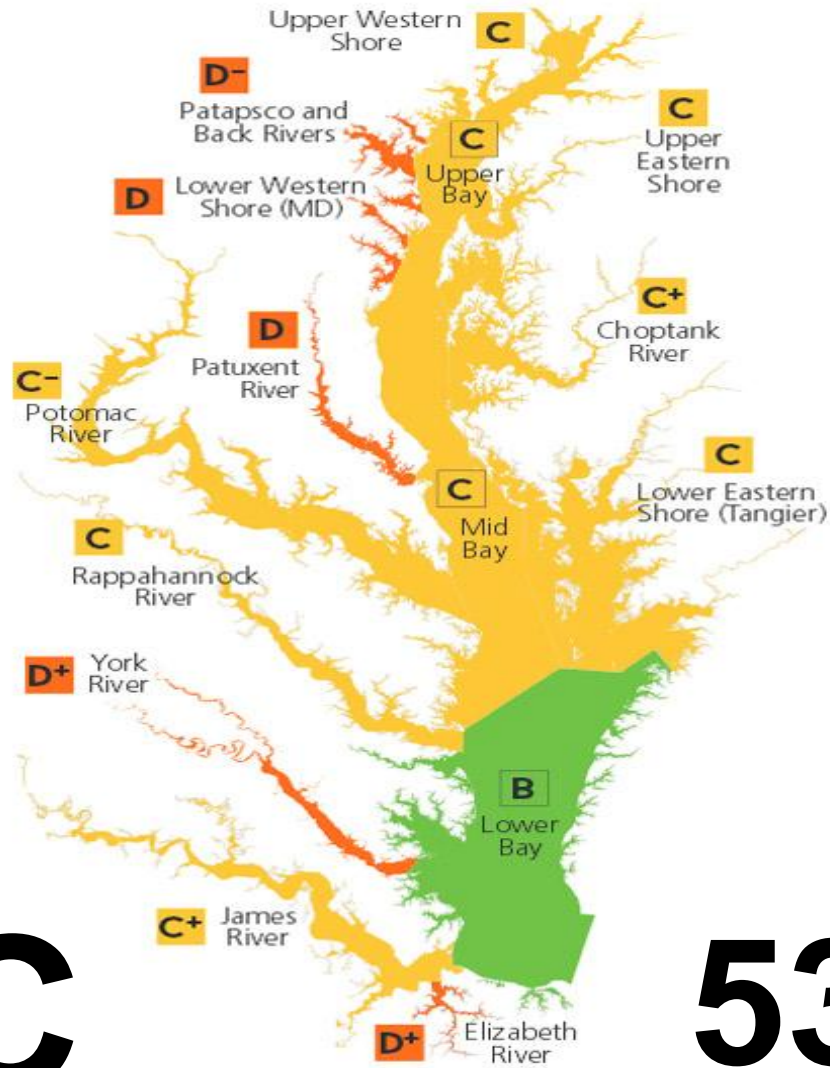 Upper Western
Shore
C
D-
Patapsco and
Back Rivers
C
Upper
Eastern
Shore
C
Upper
Bay
D
Lower Western
Shore (MD)
C+
Choptank
River
D
Patuxent
River
C-
Potomac
River
C
Lower Eastern
Shore (Tangier)
C
Mid
Bay
C
Rappahannock
River
D+
York
River
B
Lower
Bay
C+
James
River
D+
Elizabeth
River
C
53